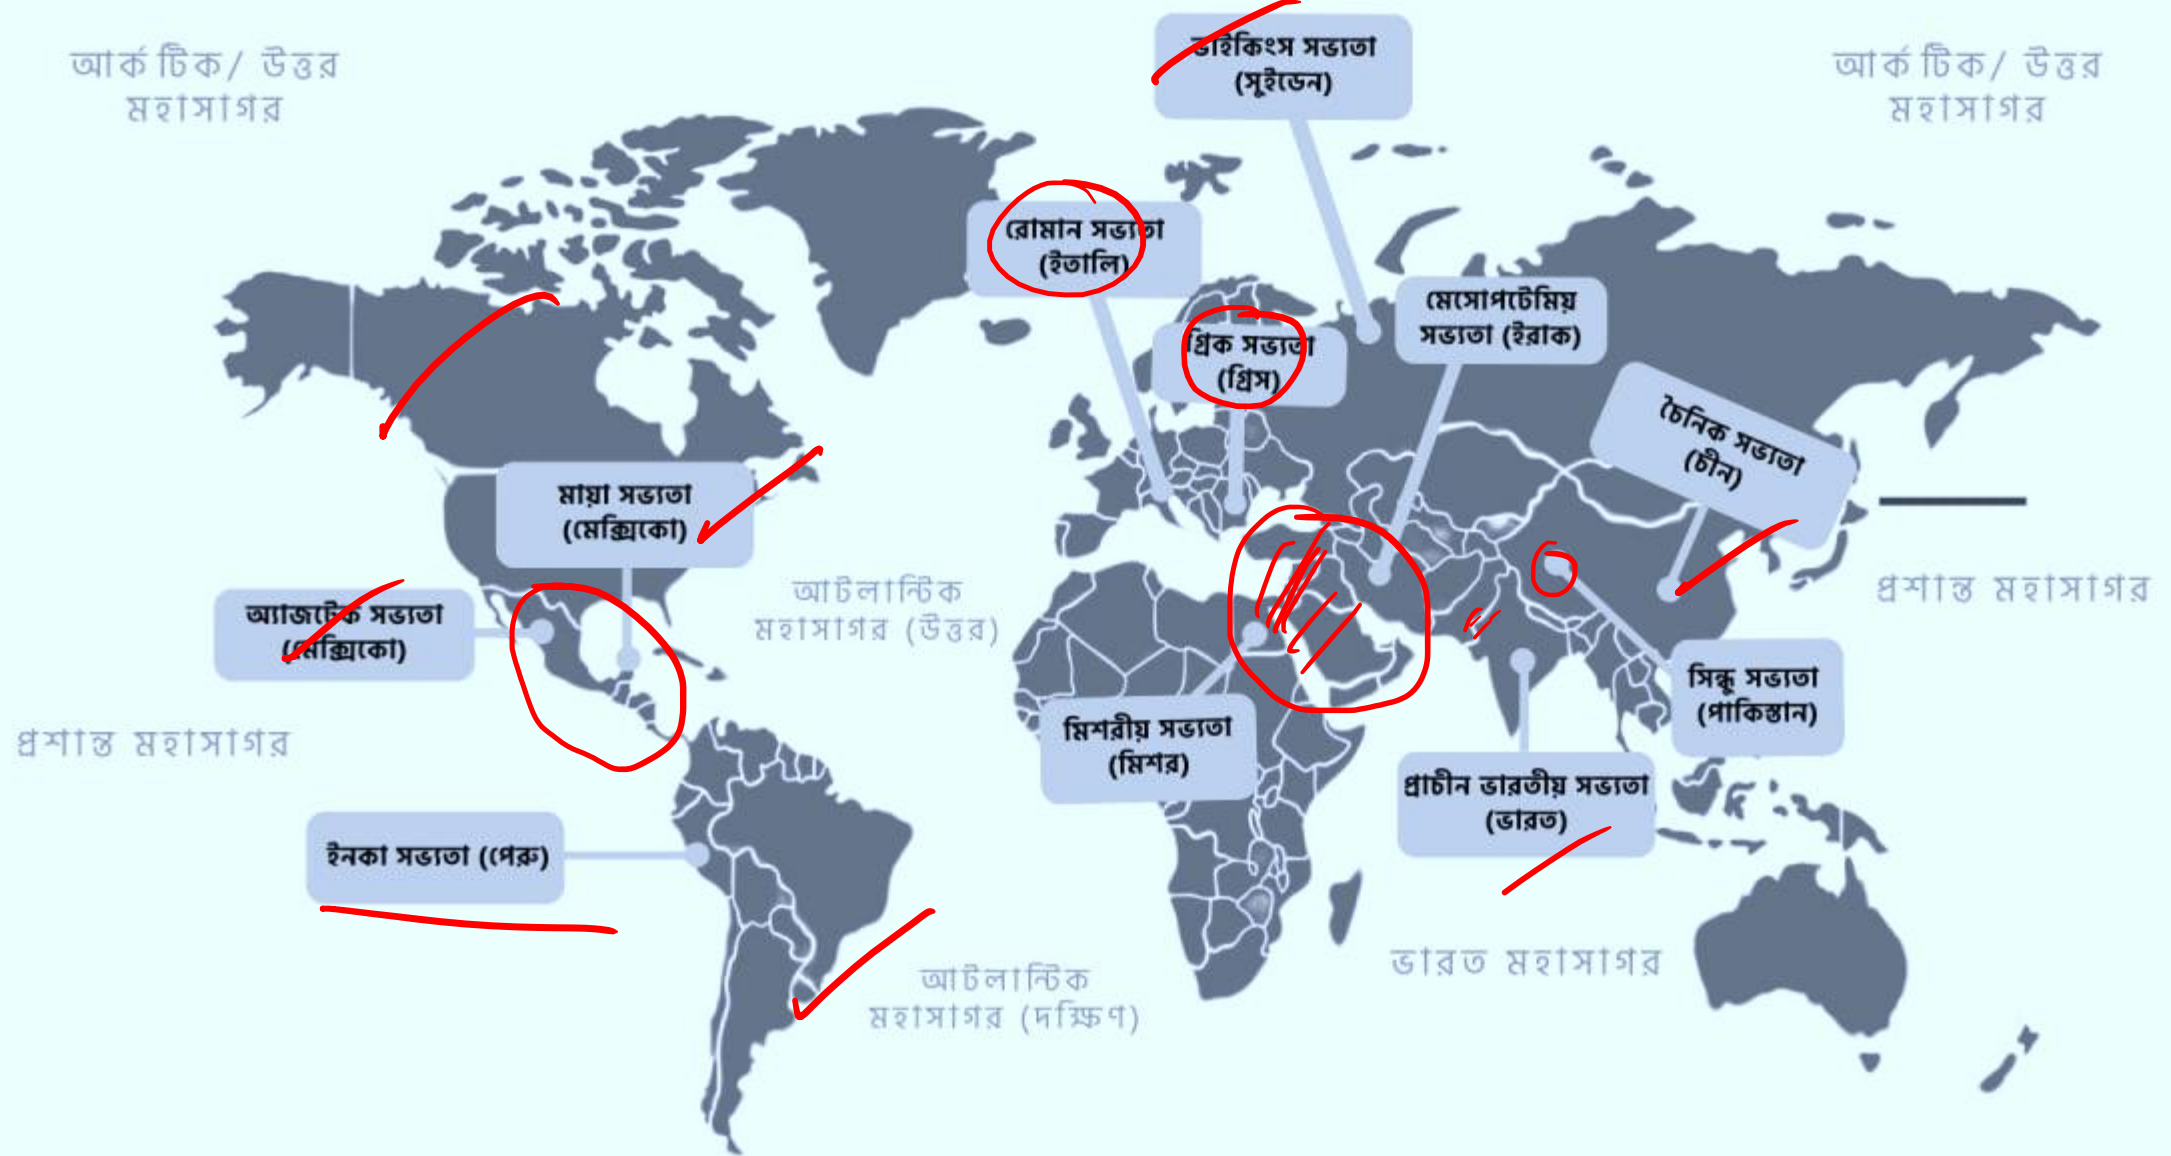 আর্কটিক/ উত্তর
মহাসাগর
ভাইকিংস সভ্যতা
(সুইডেন)
আর্কটিক/ উত্তর
মহাসাগর
রোমান সভ্যতা
(ইতালি)
মেসোপটেমিয়
সভ্যতা (ইরাক)
গ্রিক সভ্যতা
(গ্রিস)
চৈনিক সভ্যতা
(চীন)
মায়া সভ্যতা
(মেক্সিকো)
আটলান্টিক
মহাসাগর (উত্তর)
প্রশান্ত মহাসাগর
অ্যাজটেক সভ্যতা
(মেক্সিকো)
সিন্ধু সভ্যতা
(পাকিস্তান)
প্রশান্ত মহাসাগর
মিশরীয় সভ্যতা
(মিশর)
প্রাচীন ভারতীয় সভ্যতা
(ভারত)
ইনকা সভ্যতা (পেরু)
ভারত মহাসাগর
আটলান্টিক
মহাসাগর (দক্ষিণ)